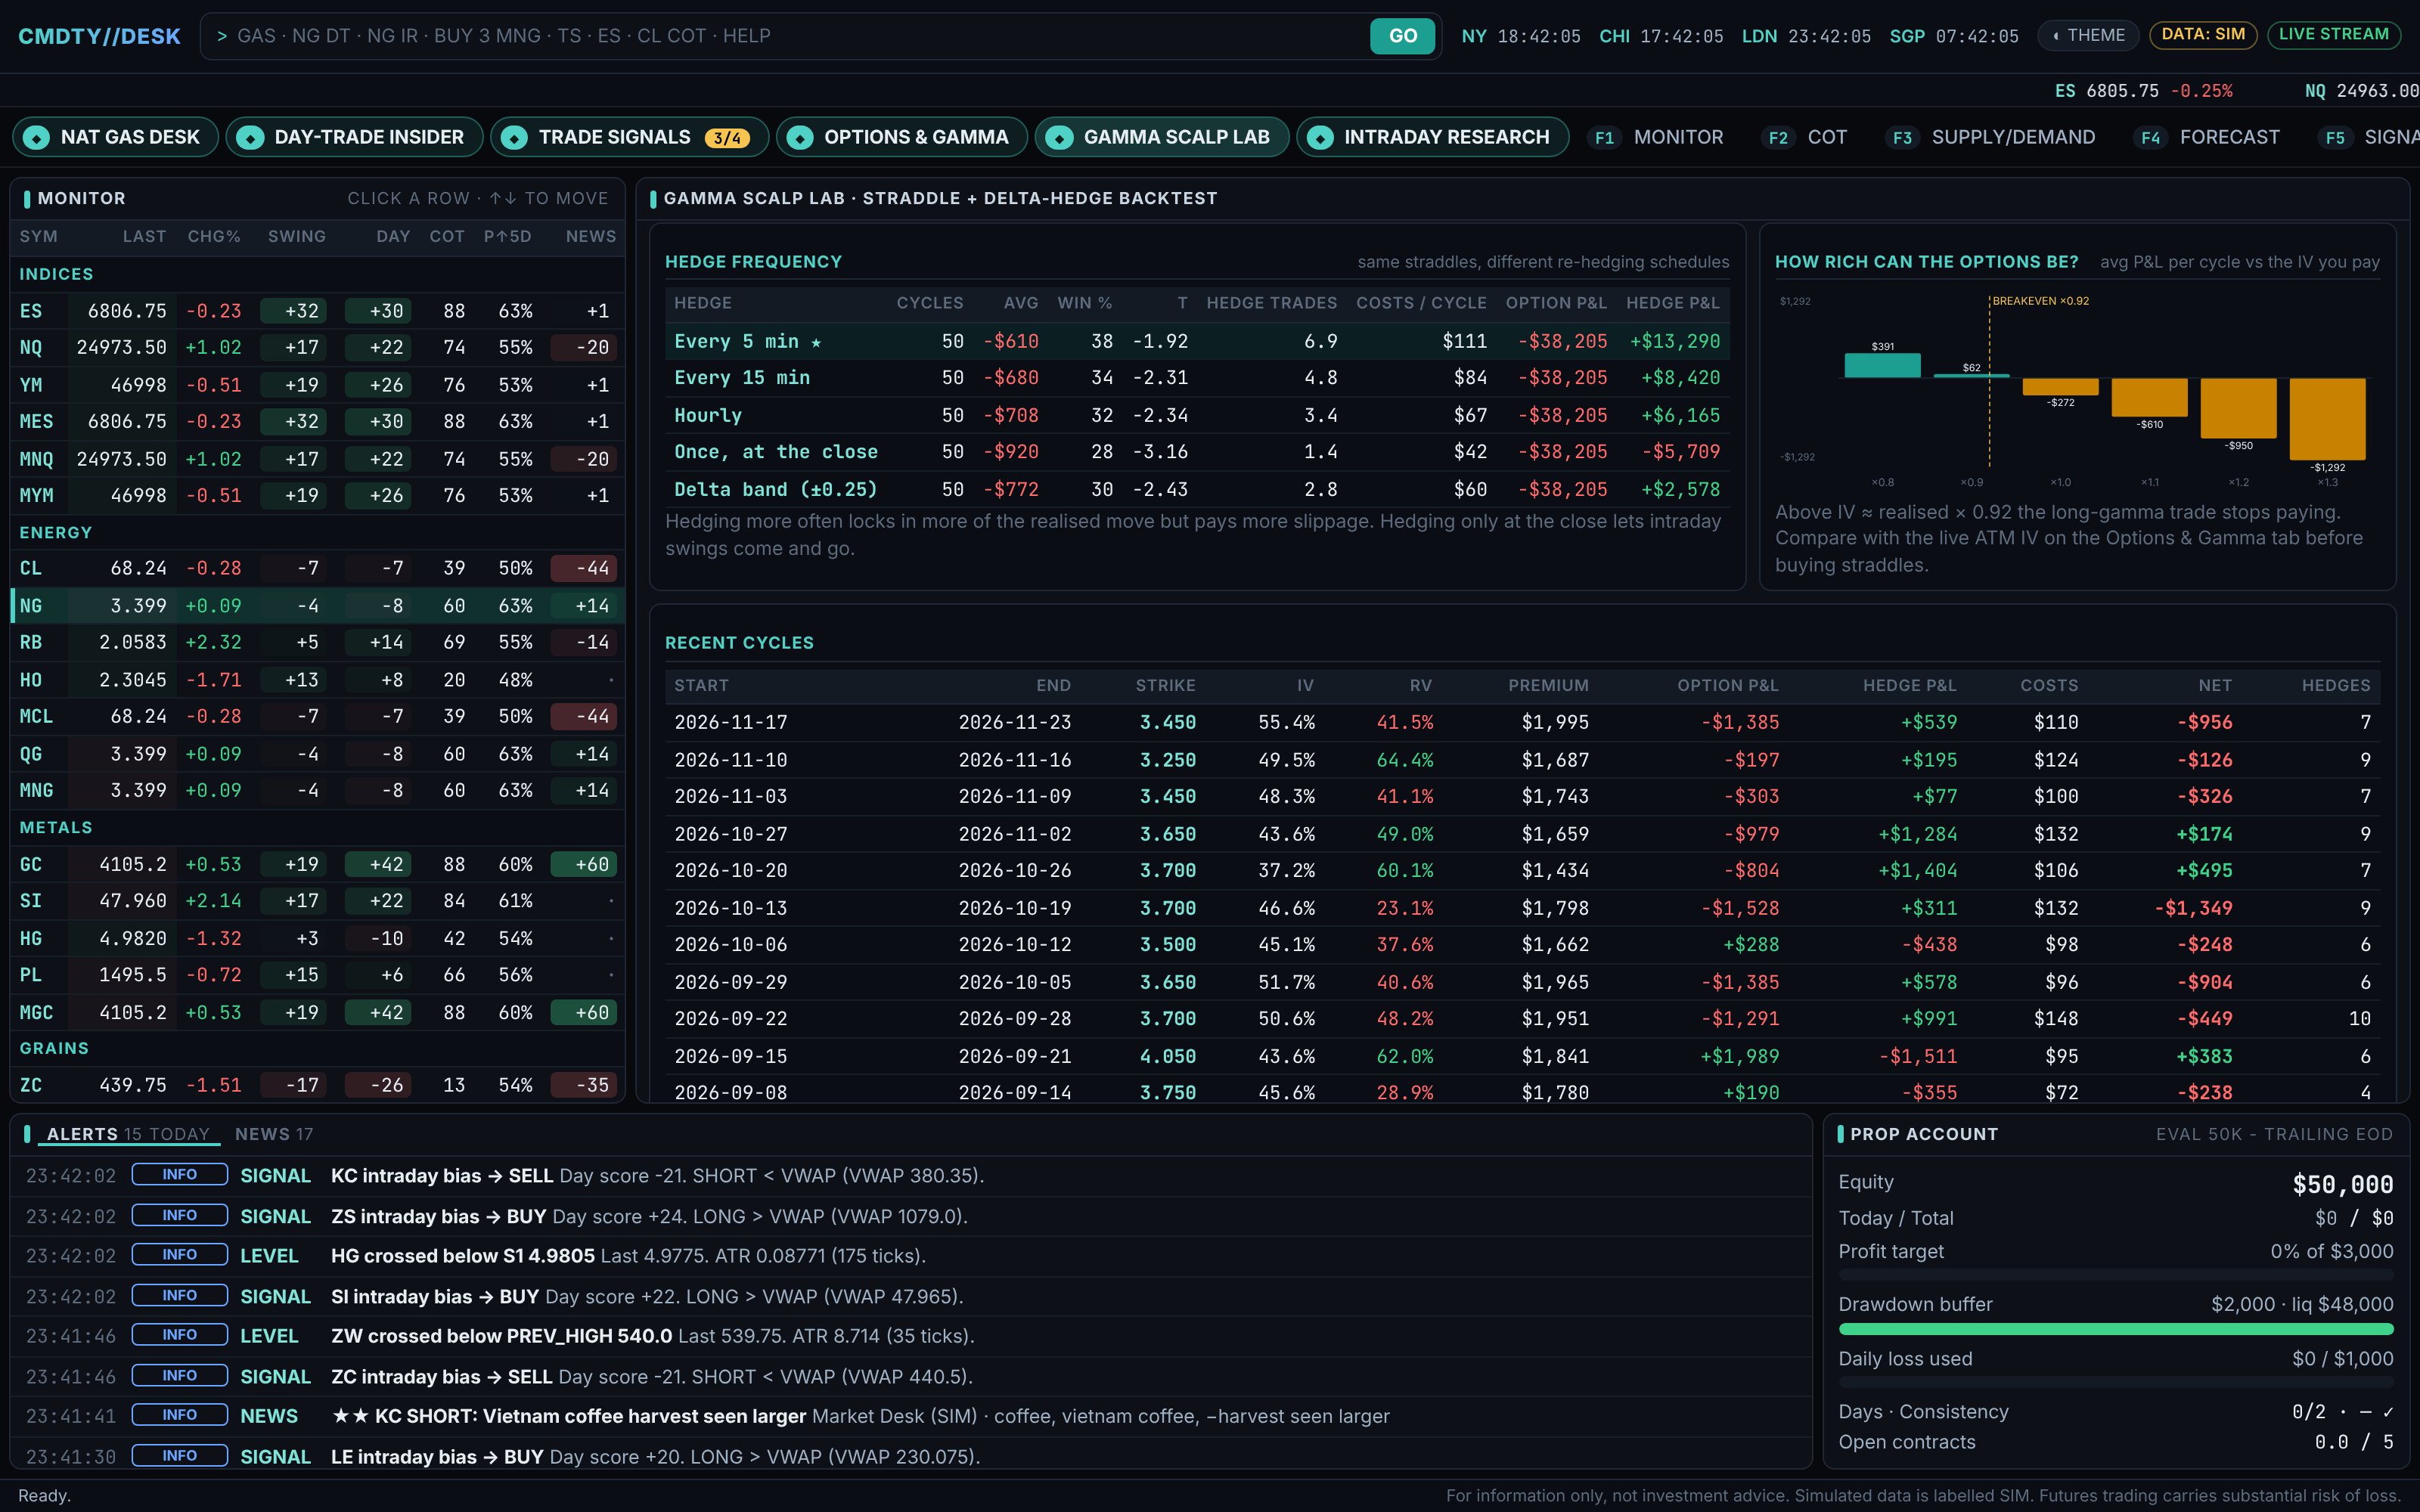 CMDTY//DESK
> GAS · NG DT · NG IR · BUY 3 MNG · TS · ES · CL COT · HELP
GO
NY 18:42:05 CHI 17:42:05 LDN 23:42:05 SGP 07:42:05
THEME
DATA: SIM
LIVE STREAM
ES 6805.75 -0.25% NQ 24963.00
NAT GAS DESK
DAY-TRADE INSIDER
TRADE SIGNALS 3/4
OPTIONS & GAMMA
GAMMA SCALP LAB
INTRADAY RESEARCH
F1 MONITOR F2 COT F3 SUPPLY/DEMAND F4 FORECAST F5 SIGNA
MONITOR CLICK A ROW · ↑↓ TO MOVE
SYM LAST CHG% SWING DAY COT P↑5D NEWS
INDICES
ES 6806.75 -0.23 +32 +30 88 63% +1
NQ 24973.50 +1.02 +17 +22 74 55% -20
YM 46998 -0.51 +19 +26 76 53% +1
MES 6806.75 -0.23 +32 +30 88 63% +1
MNQ 24973.50 +1.02 +17 +22 74 55% -20
MYM 46998 -0.51 +19 +26 76 53% +1
ENERGY
CL 68.24 -0.28 -7 -7 39 50% -44
NG 3.399 +0.09 -4 -8 60 63% +14
RB 2.0583 +2.32 +5 +14 69 55% -14
HO 2.3045 -1.71 +13 +8 20 48% ·
MCL 68.24 -0.28 -7 -7 39 50% -44
QG 3.399 +0.09 -4 -8 60 63% +14
MNG 3.399 +0.09 -4 -8 60 63% +14
METALS
GC 4105.2 +0.53 +19 +42 88 60% +60
SI 47.960 +2.14 +17 +22 84 61% ·
HG 4.9820 -1.32 +3 -10 42 54% ·
PL 1495.5 -0.72 +15 +6 66 56% ·
MGC 4105.2 +0.53 +19 +42 88 60% +60
GRAINS
ZC 439.75 -1.51 -17 -26 13 54% -35
GAMMA SCALP LAB · STRADDLE + DELTA-HEDGE BACKTEST
HEDGE FREQUENCY same straddles, different re-hedging schedules
HEDGE CYCLES AVG WIN % T HEDGE TRADES COSTS / CYCLE OPTION P&L HEDGE P&L
Every 5 min ★ 50 -$610 38 -1.92 6.9 $111 -$38,205 +$13,290
Every 15 min 50 -$680 34 -2.31 4.8 $84 -$38,205 +$8,420
Hourly 50 -$708 32 -2.34 3.4 $67 -$38,205 +$6,165
Once, at the close 50 -$920 28 -3.16 1.4 $42 -$38,205 -$5,709
Delta band (±0.25) 50 -$772 30 -2.43 2.8 $60 -$38,205 +$2,578
Hedging more often locks in more of the realised move but pays more slippage. Hedging only at the close lets intraday
swings come and go.
HOW RICH CAN THE OPTIONS BE? avg P&L per cycle vs the IV you pay
$1,292
BREAKEVEN ×0.92
$391
$62
-$272
-$610
-$950
-$1,292
-$1,292
×0.8 ×0.9 ×1.0 ×1.1 ×1.2 ×1.3
Above IV ≈ realised × 0.92 the long-gamma trade stops paying.
Compare with the live ATM IV on the Options & Gamma tab before
buying straddles.
RECENT CYCLES
START END STRIKE IV RV PREMIUM OPTION P&L HEDGE P&L COSTS NET HEDGES
2026-11-17 2026-11-23 3.450 55.4% 41.5% $1,995 -$1,385 +$539 $110 -$956 7
2026-11-10 2026-11-16 3.250 49.5% 64.4% $1,687 -$197 +$195 $124 -$126 9
2026-11-03 2026-11-09 3.450 48.3% 41.1% $1,743 -$303 +$77 $100 -$326 7
2026-10-27 2026-11-02 3.650 43.6% 49.0% $1,659 -$979 +$1,284 $132 +$174 9
2026-10-20 2026-10-26 3.700 37.2% 60.1% $1,434 -$804 +$1,404 $106 +$495 7
2026-10-13 2026-10-19 3.700 46.6% 23.1% $1,798 -$1,528 +$311 $132 -$1,349 9
2026-10-06 2026-10-12 3.500 45.1% 37.6% $1,662 +$288 -$438 $98 -$248 6
2026-09-29 2026-10-05 3.650 51.7% 40.6% $1,965 -$1,385 +$578 $96 -$904 6
2026-09-22 2026-09-28 3.700 50.6% 48.2% $1,951 -$1,291 +$991 $148 -$449 10
2026-09-15 2026-09-21 4.050 43.6% 62.0% $1,841 +$1,989 -$1,511 $95 +$383 6
2026-09-08 2026-09-14 3.750 45.6% 28.9% $1,780 +$190 -$355 $72 -$238 4
ALERTS 15 TODAY NEWS 17
23:42:02 INFO SIGNAL KC intraday bias → SELL Day score -21. SHORT < VWAP (VWAP 380.35).
23:42:02 INFO SIGNAL ZS intraday bias → BUY Day score +24. LONG > VWAP (VWAP 1079.0).
23:42:02 INFO LEVEL HG crossed below S1 4.9805 Last 4.9775. ATR 0.08771 (175 ticks).
23:42:02 INFO SIGNAL SI intraday bias → BUY Day score +22. LONG > VWAP (VWAP 47.965).
23:41:46 INFO LEVEL ZW crossed below PREV_HIGH 540.0 Last 539.75. ATR 8.714 (35 ticks).
23:41:46 INFO SIGNAL ZC intraday bias → SELL Day score -21. SHORT < VWAP (VWAP 440.5).
23:41:41 INFO NEWS ★★ KC SHORT: Vietnam coffee harvest seen larger Market Desk (SIM) · coffee, vietnam coffee, −harvest seen larger
23:41:30 INFO SIGNAL LE intraday bias → BUY Day score +20. LONG > VWAP (VWAP 230.075).
PROP ACCOUNT EVAL 50K - TRAILING EOD
Equity $50,000
Today / Total $0 / $0
Profit target 0% of $3,000
Drawdown buffer $2,000 · liq $48,000
Daily loss used $0 / $1,000
Days · Consistency 0/2 · — ✓
Open contracts 0.0 / 5
Ready.
For information only, not investment advice. Simulated data is labelled SIM. Futures trading carries substantial risk of loss.